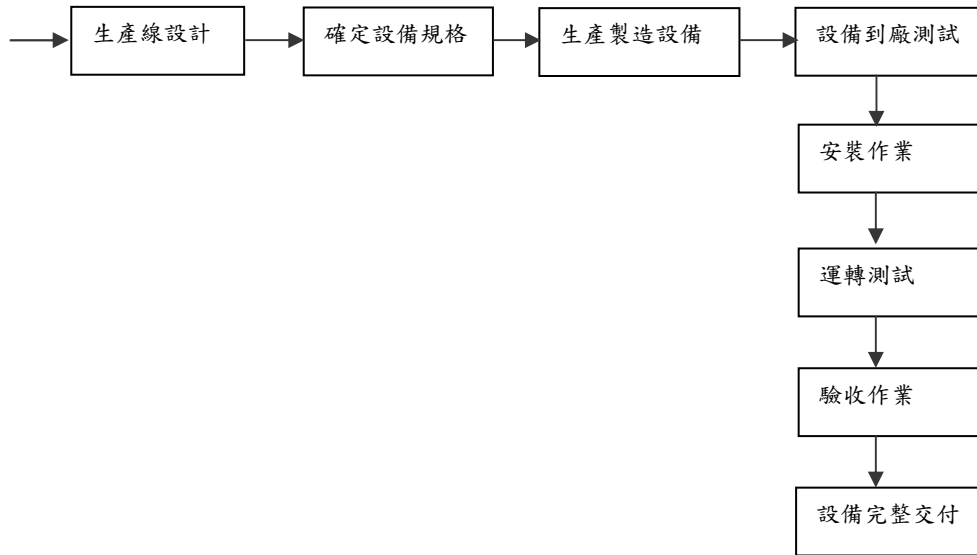 生產線設計
確定設備規格
生產製造設備
設備到廠測試
安裝作業
運轉測試
驗收作業
設備完整交付